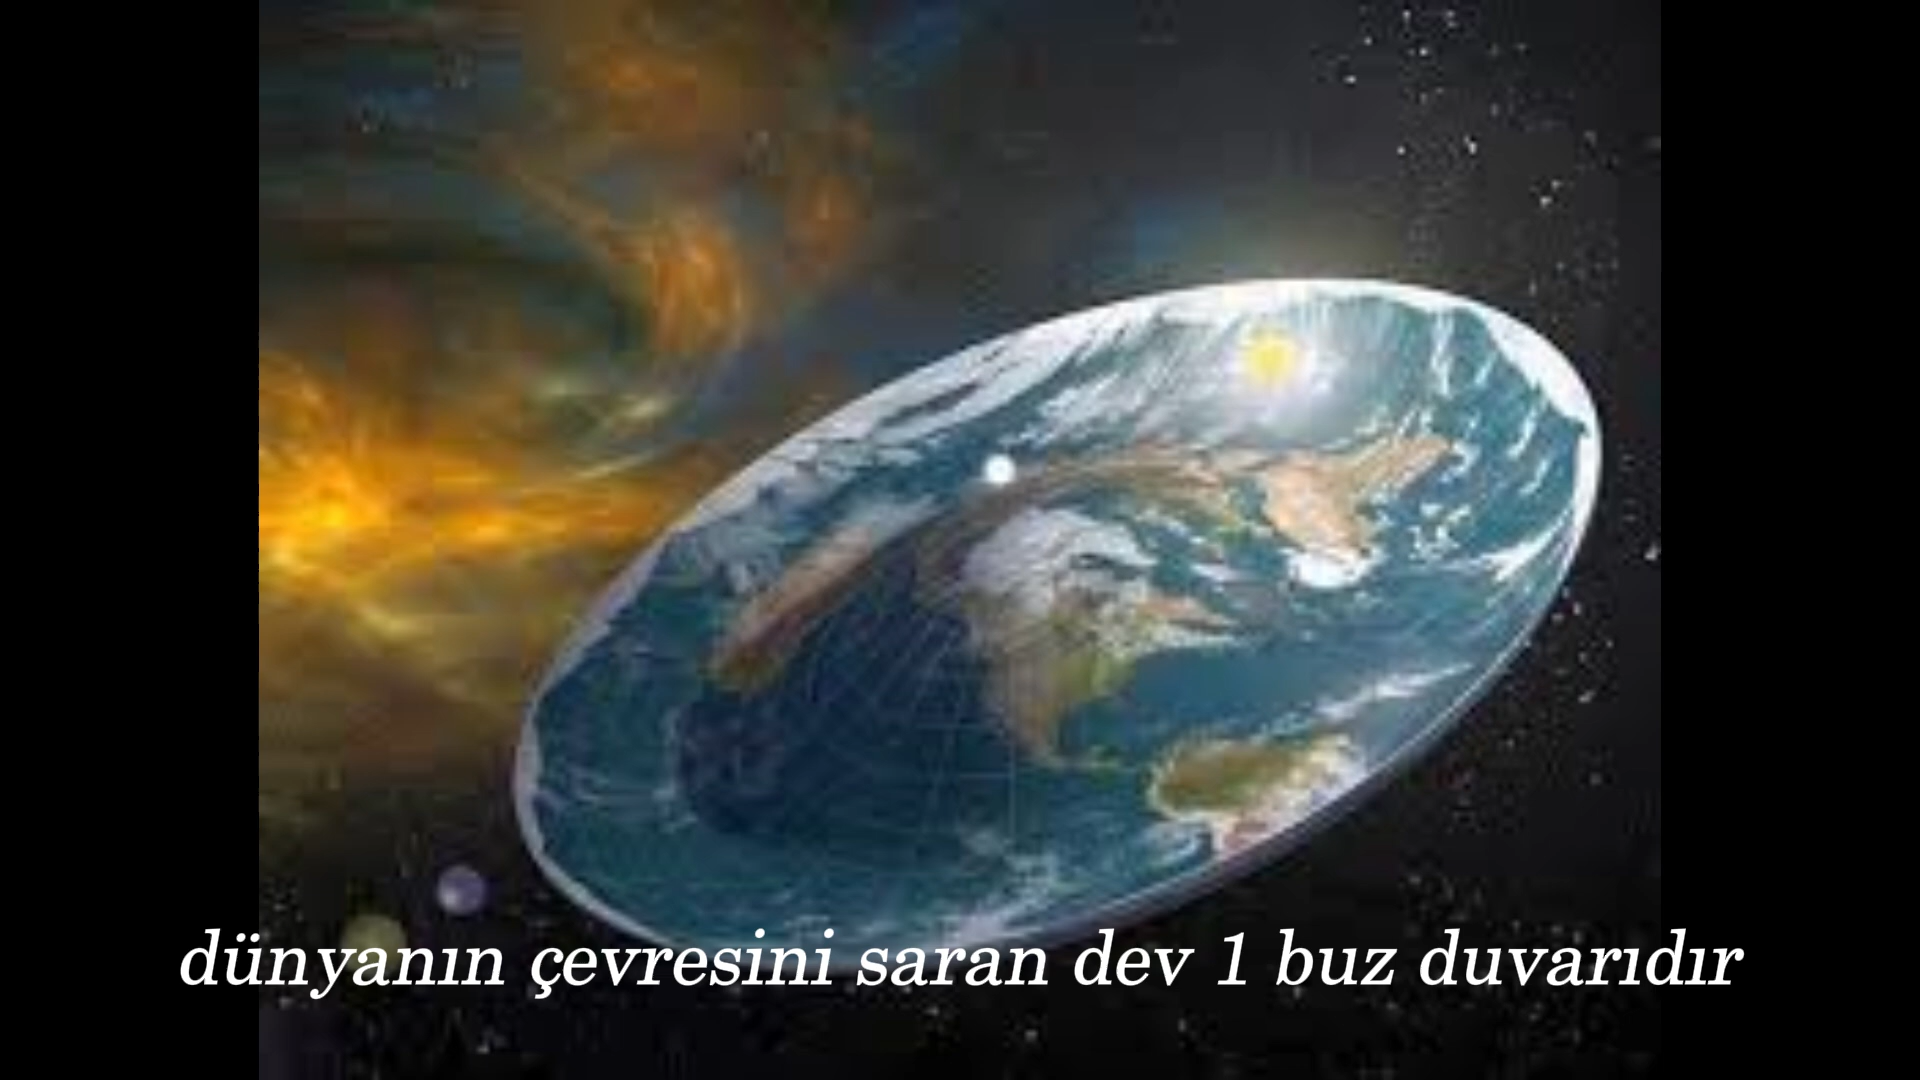 dünyanın çevresini saran dev 1 buz duvarıdır